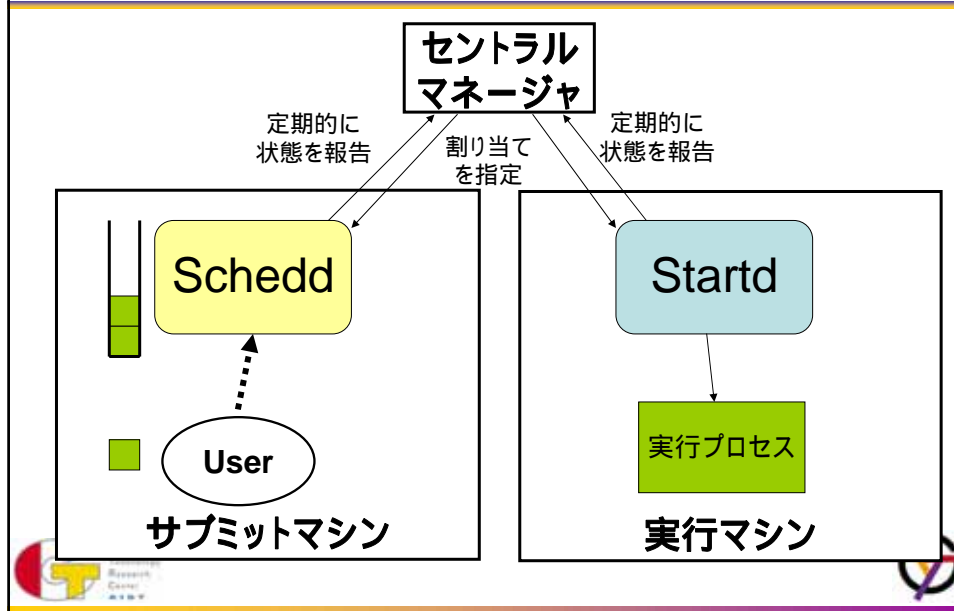 セントラル
マネージャ
定期的に
状態を報告
割り当て
を指定
定期的に
状態を報告
Schedd
Startd
User
実行プロセス
サブミットマシン
実行マシン
Research
Center